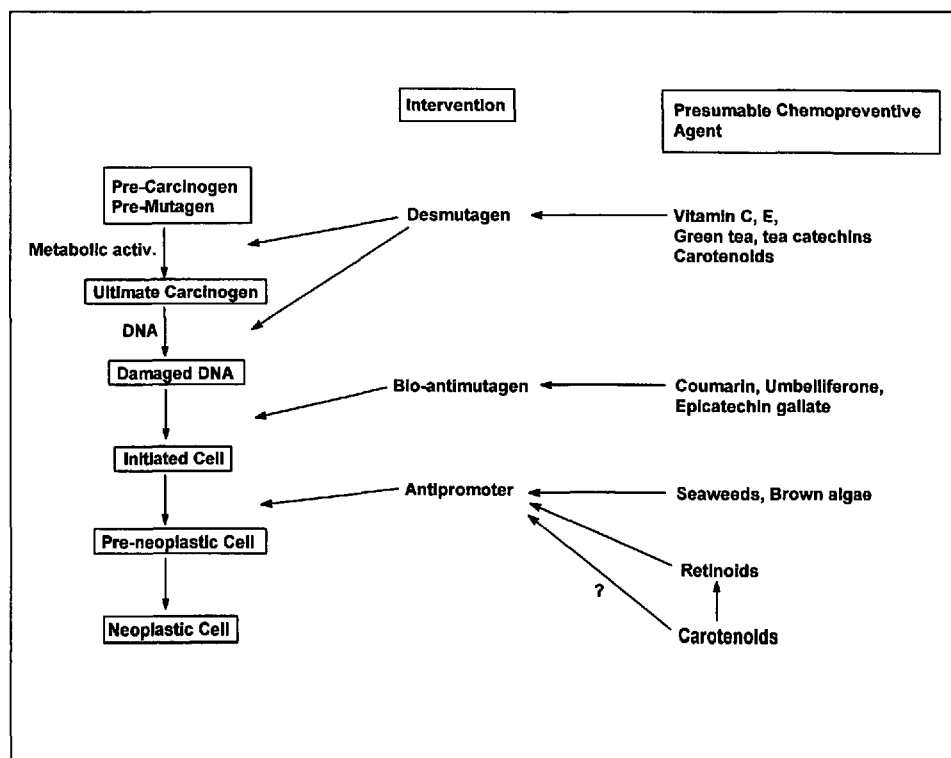 Intervention
Presumable Chemopreventive
Agent
Pre-Carcinogen
Pre-Mutagen
Desmutagen
Vitamin C, E,
Green tea, tea catechins
Carotenoids
Metabolic activ.
Ultimate Carcinogen
DNA
Damaged DNA
Bio-antimutagen
Coumarin, Umbelliferone,
Epicatechin gallate
Initiated Cell
Antipromoter
Seaweeds, Brown algae
Pre-neoplastic Cell
Retinoids
?
Neoplastic Cell
Carotenoids